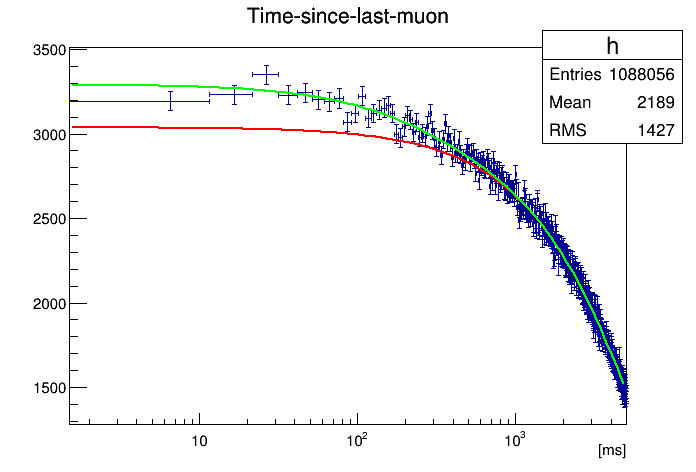 Time-since-last-muon
h
Entries 1088056
Mean 2189
RMS 1427
3500
3000
2500
2000
1500
10
10²
10³
[ms]